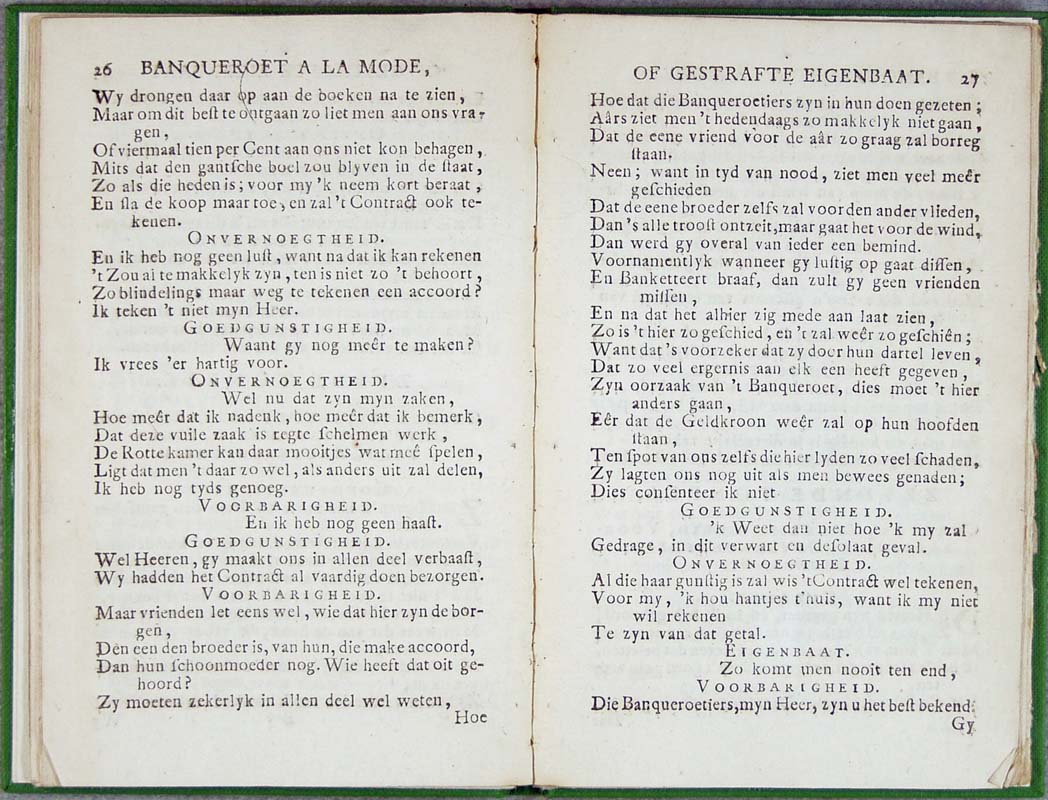 26 BANQUEROET A LA MODE,
Wy drongen daar op aan de boeken na te zien,
Maar om dit best te ontgaan zo liet men aan ons vra-
gen,
Of viermaal tien per Cent aan ons niet kon behagen,
Mits dat den gantsche boel zou blyven in de staat,
Zo als die heden is; voor my 'k neem kort beraat,
En sla de koop maar toe, en zal 't Contract ook te-
kenen.
ONVERNOEGTHEID.
En ik heb nog geen lust, want na dat ik kan rekenen
't Zou al te makkelyk zyn, ten is niet zo 't behoort,
Zo blindelings maar weg te tekenen een accoord?
Ik teken 't niet myn Heer.
GOEDGUNSTIGHEID.
Waant gy nog meêr te maken?
Ik vrees 'er hartig voor.
ONVERNOEGTHEID.
Wel nu dat zyn myn zaken,
Hoe meêr dat ik nadenk, hoe meêr dat ik bemerk,
Dat deze vuile zaak is regte schelmen werk,
De Rottekamer kan daar mooitjes wat meé spelen,
Ligt dat men 't daar zo wel, als anders uit zal delen,
Ik heb nog tyds genoeg.
VOORBARIGHEID.
En ik heb nog geen haast.
GOEDGUNSTIGHEID.
Wel Heeren, gy maakt ons in allen deel verbaast,
Wy hadden het Contract al vaardig doen bezorgen.
VOORBARIGHEID.
Maar vrienden let eens wel, wie dat hier zyn de bor-
gen,
Den een den broeder is, van hun, die make accoord,
Dan hun schoonmoeder nog. Wie heeft dat oit ge-
hoord?
Zy moeten zekerlyk in allen deel wel weten,
Hoe
OF GESTRAFTE EIGENBAAT. 27
Hoe dat die Banqueroetiers zyn in hun doen gezeten;
Aârs ziet men 't hedendaags zo makkelyk niet gaan,
Dat de eene vriend voor de aâr zo graag zal borreg
staan.
Neen; want in tyd van nood, ziet men veel meêr
geschieden
Dat de eene broeder zelfs zal voor den ander vlieden,
Dan 's alle troost ontzeit, maar gaat het voor de wind,
Dan werd gy overal van ieder een bemind.
Voornamentlyk wanneer gy lustig op gaat dissen,
En Banketteert braaf, dan zult gy geen vrienden
missen,
En na dat het alhier zig mede aan laat zien,
Zo is 't hier zo geschied, en 't zal weêr zo geschiên;
Want dat 's voorzeker dat zy door hun dartel leven,
Dat zo veel ergernis aan elk een heeft gegeven,
Zyn oorzaak van 't Banqueroet, dies moet 't hier
anders gaan,
Eêr dat de Geldkroon weêr zal op hun hoofden
staan,
Ten spot van ons zelfs die hier lyden zo veel schaden,
Zy lagten ons nog uit als men bewees genaden;
Dies consenteer ik niet
GOEDGUNSTIGHEID.
'k Weet dan niet hoe 'k my zal
Gedrage, in dit verwart en desolaat geval.
ONVERNOEGTHEID.
Al die haar gunstig is zal wis 't Contract wel tekenen,
Voor my, 'k hou hantjes t'huis, want ik my niet
wil rekenen
Te zyn van dat getal.
EIGENBAAT.
Zo komt men nooit ten end,
VOORBARIGHEID.
Die Banqueroetiers, myn Heer, zyn u het best bekend:
Gy